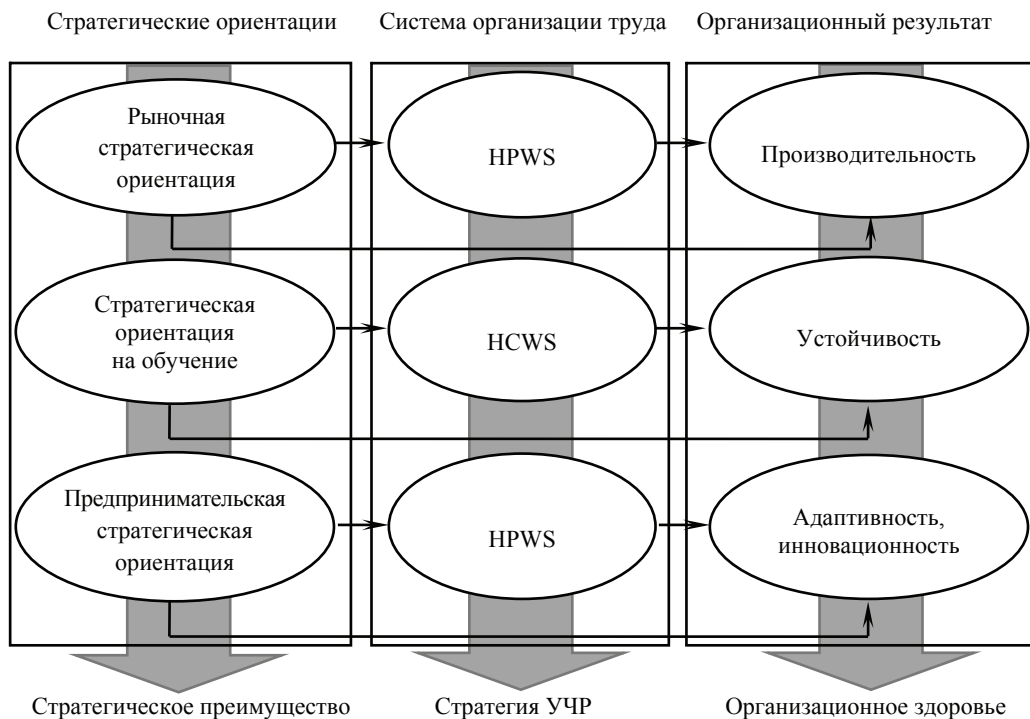 Стратегические ориентации
Система организации труда
Организационный результат
Рыночная
стратегическая
ориентация
HPWS
Производительность
Стратегическая
ориентация
на обучение
HCWS
Устойчивость
Предпринимательская
стратегическая
ориентация
HPWS
Адаптивность,
инновационность
Стратегическое преимущество
Стратегия УЧР
Организационное здоровье